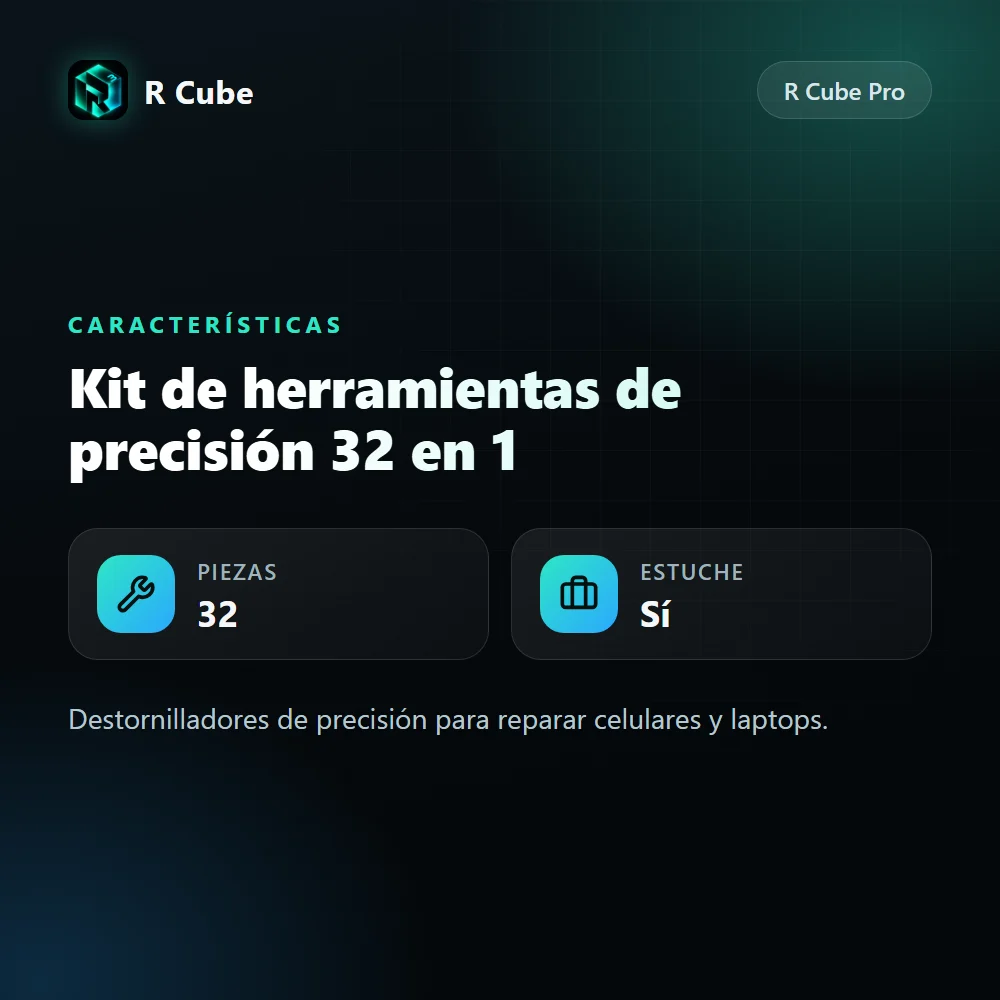 R Cube
R Cube Pro
CARACTERÍSTICAS
Kit de herramientas de
precisión 32 en 1
PIEZAS
32
ESTUCHE
Sí
Destornilladores de precisión para reparar celulares y laptops.